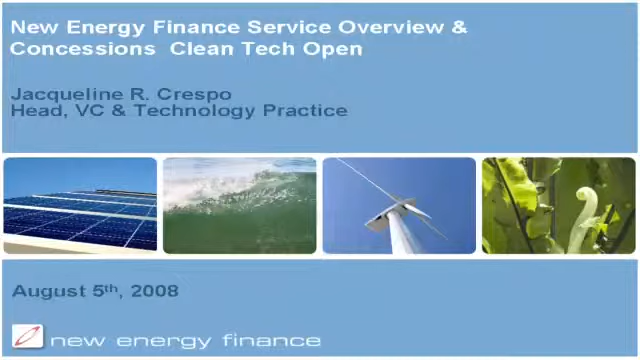 New Energy Finance Service Overview &
Concessions Clean Tech Open
Jacqueline R. Crespo
Head, VC & Technology Practice
August 5th, 2008
new energy finance